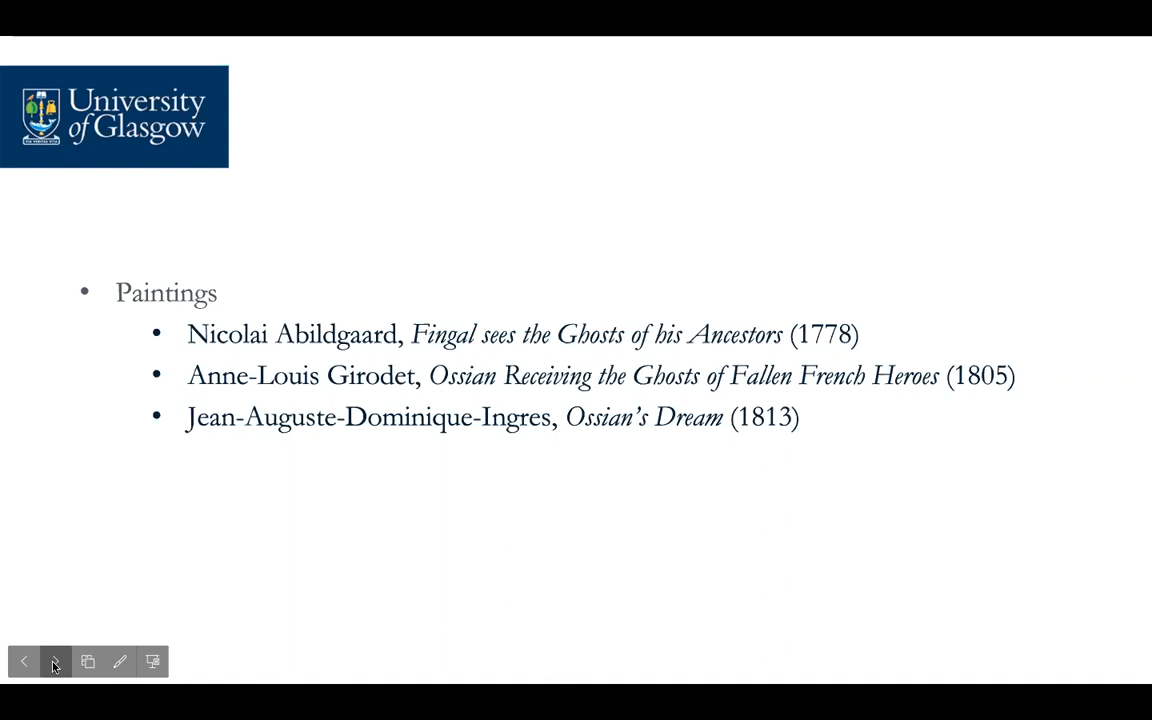 University
of Glasgow
• Paintings
• Nicolai Abildgaard, Fingal sees the Ghosts of his Ancestors (1778)
• Anne-Louis Girodet, Ossian Receiving the Ghosts of Fallen French Heroes (1805)
• Jean-Auguste-Dominique-Ingres, Ossian’s Dream (1813)